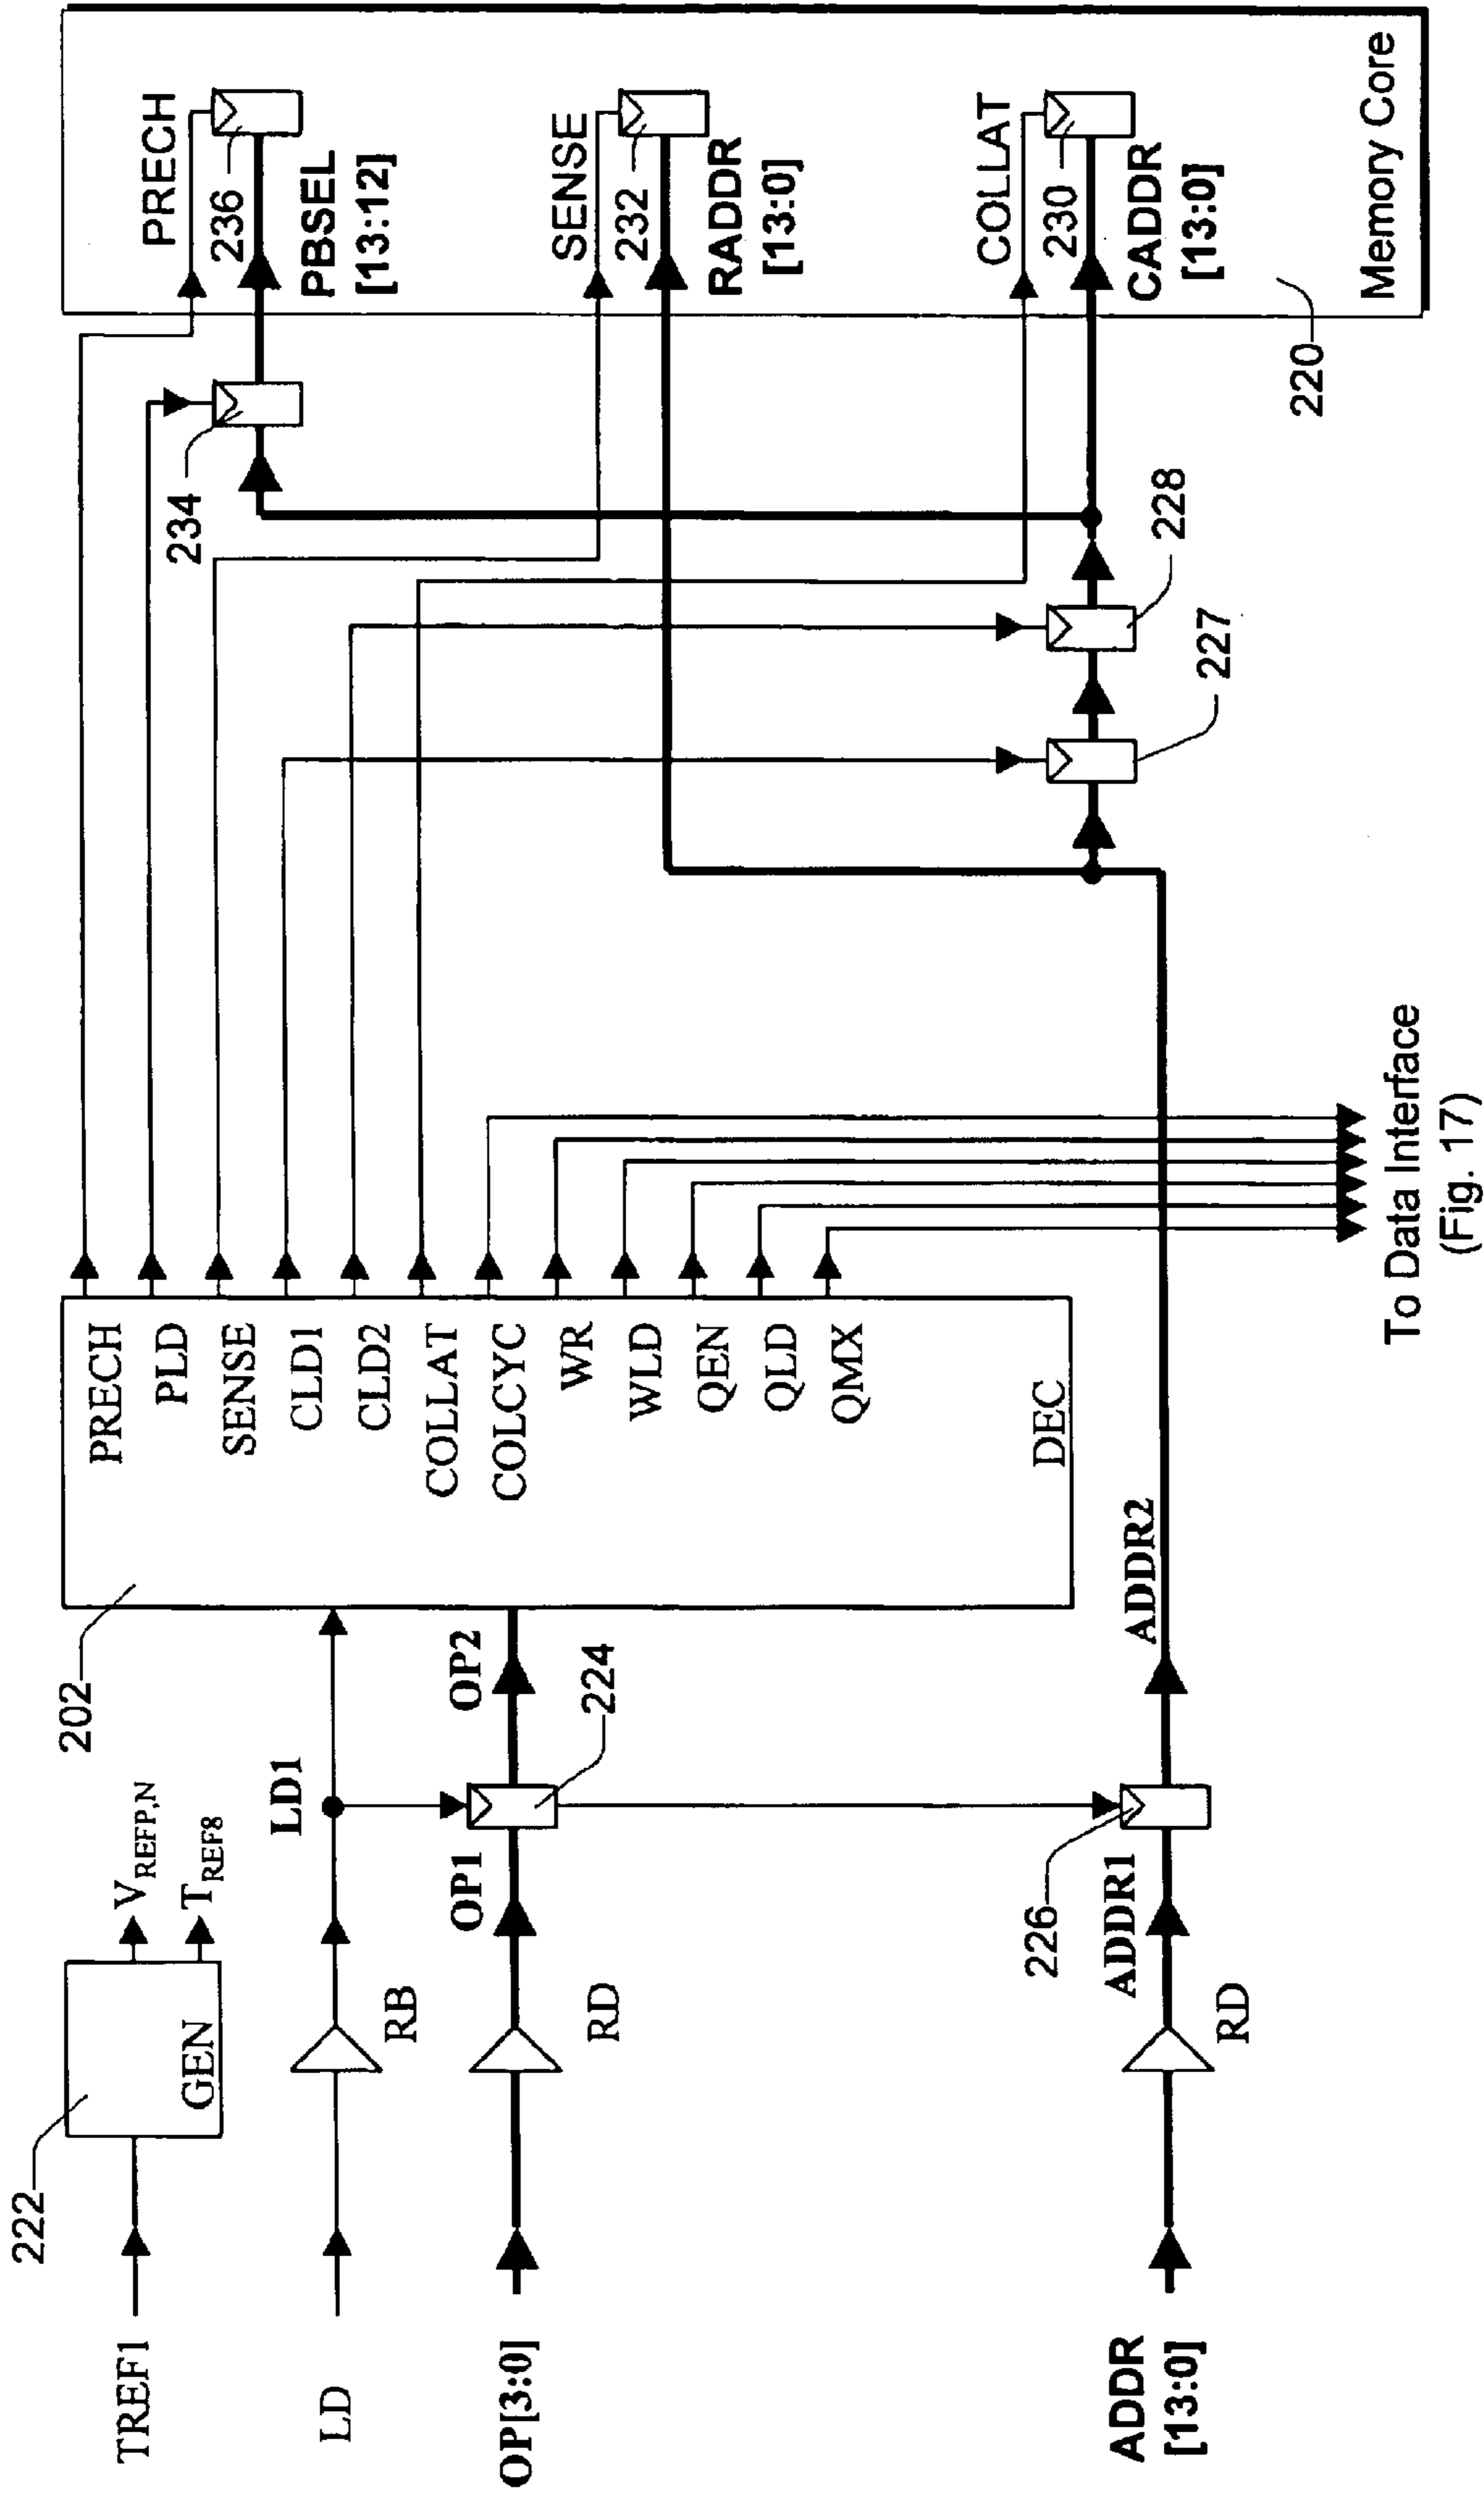 TREF1
222
GEN
V REFP,N
T REF8
LD
RB
LD1
OP[3:0]
RD
OP1
224
OP2
ADDR
[13:0]
RD
ADDR1
226
ADDR2
202
PRECH
PLD
SENSE
CLD1
CLD2
COLLAT
COLCYC
WR
WLD
QEN
QLD
QMX
DEC
To Data Interface
(Fig. 17)
227
228
234
PRECH
236
PBSEL
[13:12]
SENSE
232
RADDR
[13:0]
COLLAT
230
CADDR
[13:0]
220
Memory Core